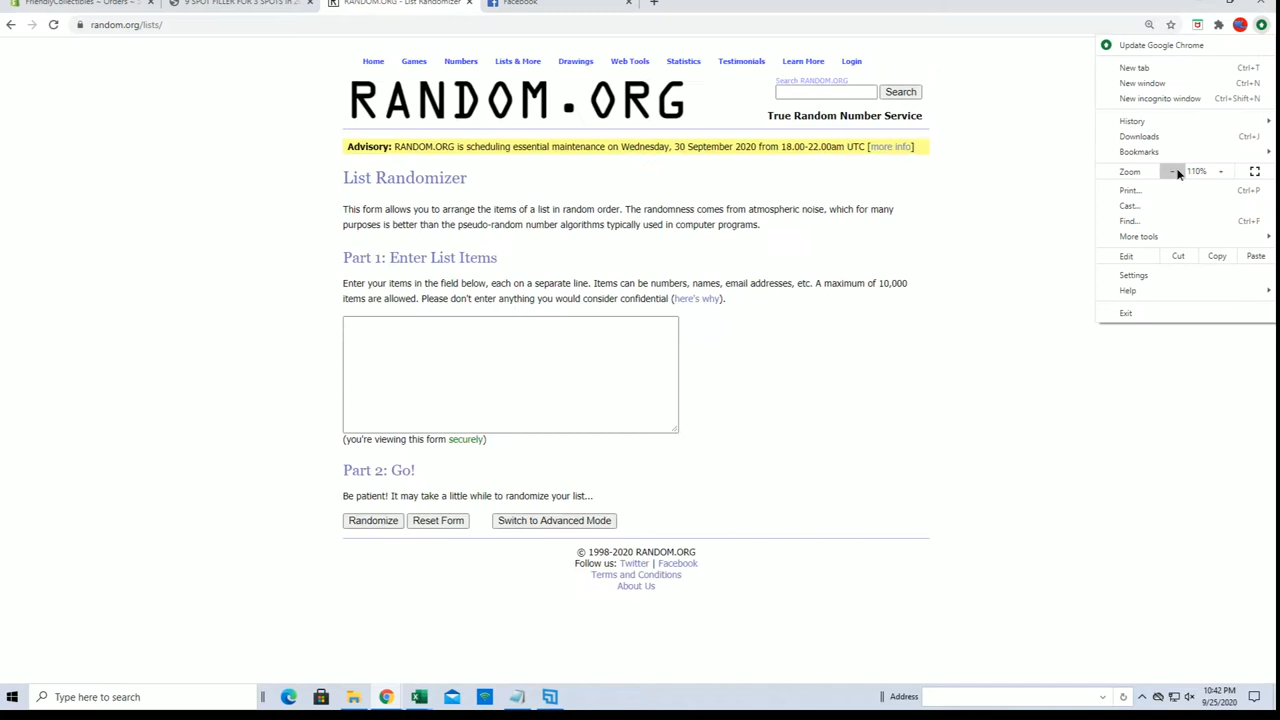 FriendlyCollectibles ~ Orders ~ S
9 SPOT FILLER FOR 3 SPOTS IN 2
RANDOM.ORG - List Randomizer
Facebook
random.org/lists/
Update Google Chrome
New tab Ctrl+T
New window Ctrl+N
New incognito window Ctrl+Shift+N
History
Downloads Ctrl+J
Bookmarks
Zoom - 110% +
Print... Ctrl+P
Cast...
Find... Ctrl+F
More tools
Edit Cut Copy Paste
Settings
Help
Exit
Home Games Numbers Lists & More Drawings Web Tools Statistics Testimonials Learn More Login
RANDOM.ORG
Search RANDOM.ORG
Search
True Random Number Service
Advisory: RANDOM.ORG is scheduling essential maintenance on Wednesday, 30 September 2020 from 18.00-22.00am UTC [more info]
List Randomizer
This form allows you to arrange the items of a list in random order. The randomness comes from atmospheric noise, which for many
purposes is better than the pseudo-random number algorithms typically used in computer programs.
Part 1: Enter List Items
Enter your items in the field below, each on a separate line. Items can be numbers, names, email addresses, etc. A maximum of 10,000
items are allowed. Please don't enter anything you would consider confidential (here's why).
(you're viewing this form securely)
Part 2: Go!
Be patient! It may take a little while to randomize your list...
Randomize Reset Form Switch to Advanced Mode
© 1998-2020 RANDOM.ORG
Follow us: Twitter | Facebook
Terms and Conditions
About Us
Type here to search
Address
10:42 PM
9/25/2020